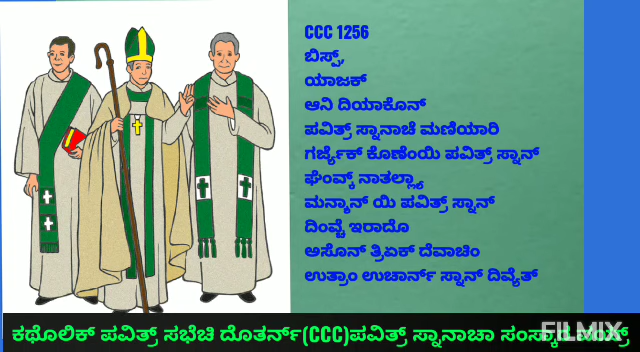 CCC 1256
ಬಿಸ್ಪ್,
ಯಾಜಕ್
ಆನಿ ದಿಯಾಕೊನ್
ಪವಿತ್ರ್ ಸ್ನಾನಾಚೆ ಮಣಿಯಾರಿ
ಗರ್ಜೆಕ್ ಕೊಣೆಂಯಿ ಪವಿತ್ರ್ ಸ್ನಾನ್
ಘೆಂವ್ಕ್ ನಾತಲ್ಲ್ಯಾ
ಮನ್ಶಾನ್ ಯಿ ಪವಿತ್ರ್ ಸ್ನಾನ್
ದಿಂವ್ಚೆ ಇರಾದೊ
ಅಸೊನ್ ತ್ರಿಏಕ್ ದೆವಾಚಿಂ
ಉತ್ರಾಂ ಉಚಾರ್ನ್ ಸ್ನಾನ್ ದಿವ್ಯೆತ್
ಕಥೊಲಿಕ್ ಪವಿತ್ರ್ ಸಭೆಚಿ ದೊತರ್ನ್(CCC)ಪವಿತ್ರ್ ಸ್ನಾನಾಚಾ
FILMIX